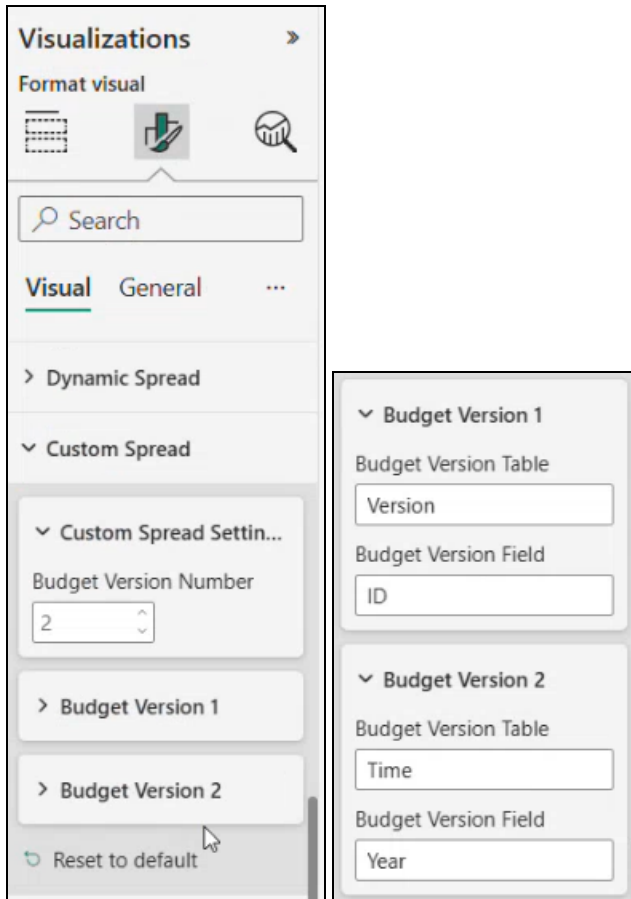 Visualizations
Format visual
Search
Visual General ...
Dynamic Spread
Custom Spread
Custom Spread Settin...
Budget Version Number
2
Budget Version 1
Budget Version 2
Reset to default
Budget Version 1
Budget Version Table
Version
Budget Version Field
ID
Budget Version 2
Budget Version Table
Time
Budget Version Field
Year